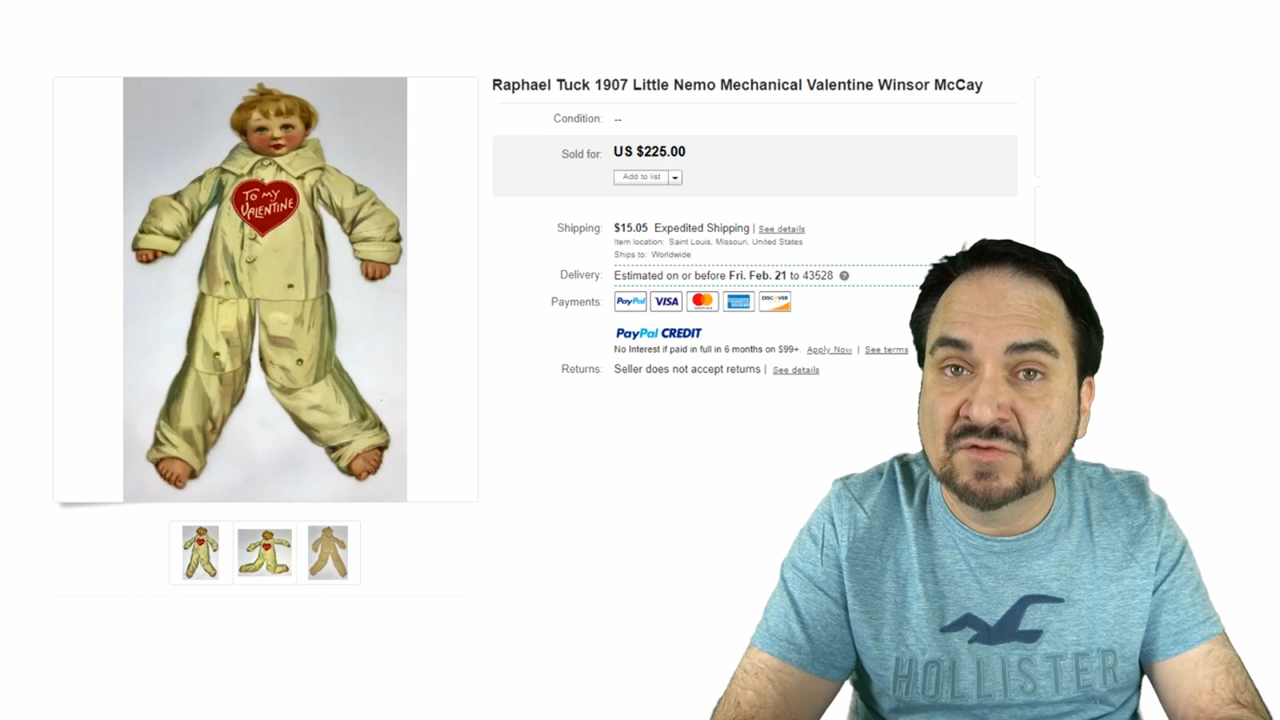 Raphael Tuck 1907 Little Nemo Mechanical Valentine Winsor McCay
Condition: --
Sold for: US $225.00
Add to list
Shipping: $15.05 Expedited Shipping | See details
Item location: Saint Louis, Missouri, United States
Ships to: Worldwide
Delivery: Estimated on or before Fri. Feb. 21 to 43528 ?
Payments: PayPal VISA MasterCard AMERICAN EXPRESS DISCOVER
PayPal CREDIT
No Interest if paid in full in 6 months on $99+. Apply Now | See terms
Returns: Seller does not accept returns | See details
TO MY
VALENTINE
HOLLISTER